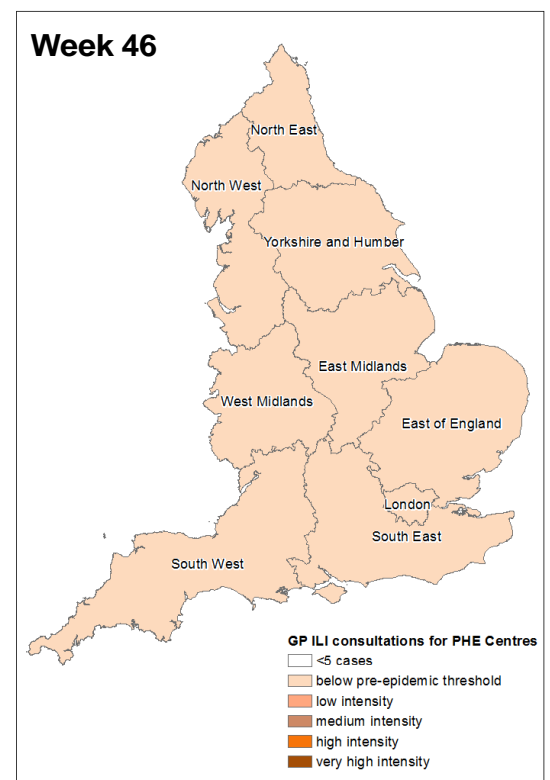 Week 46
North East
North West
Yorkshire and Humber
East Midlands
West Midlands
East of England
London
South East
South West
GP ILI consultations for PHE Centres
<5 cases
below pre-epidemic threshold
low intensity
medium intensity
high intensity
very high intensity